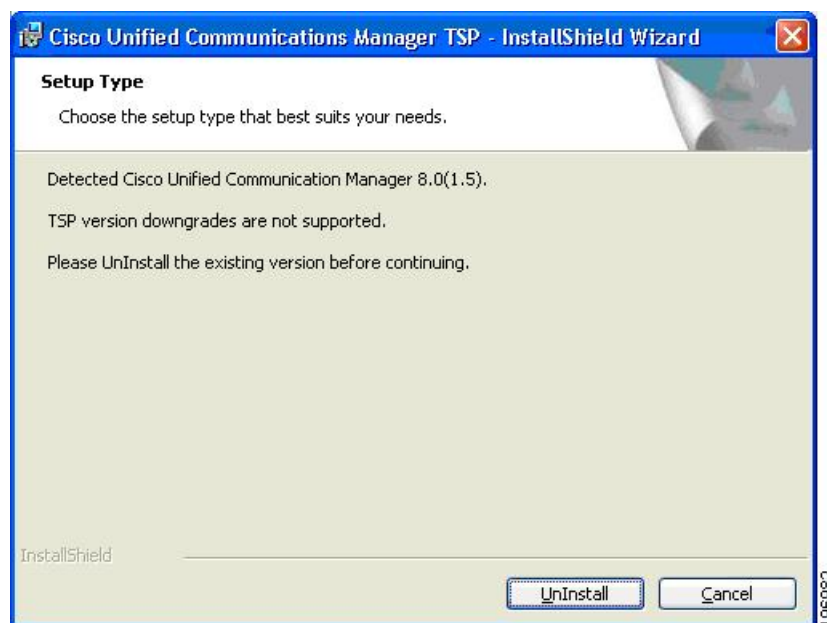 Cisco Unified Communications Manager TSP - InstallShield Wizard
Setup Type
Choose the setup type that best suits your needs.
Detected Cisco Unified Communication Manager 8.0(1.5).
TSP version downgrades are not supported.
Please UnInstall the existing version before continuing.
InstallShield
UnInstall
Cancel